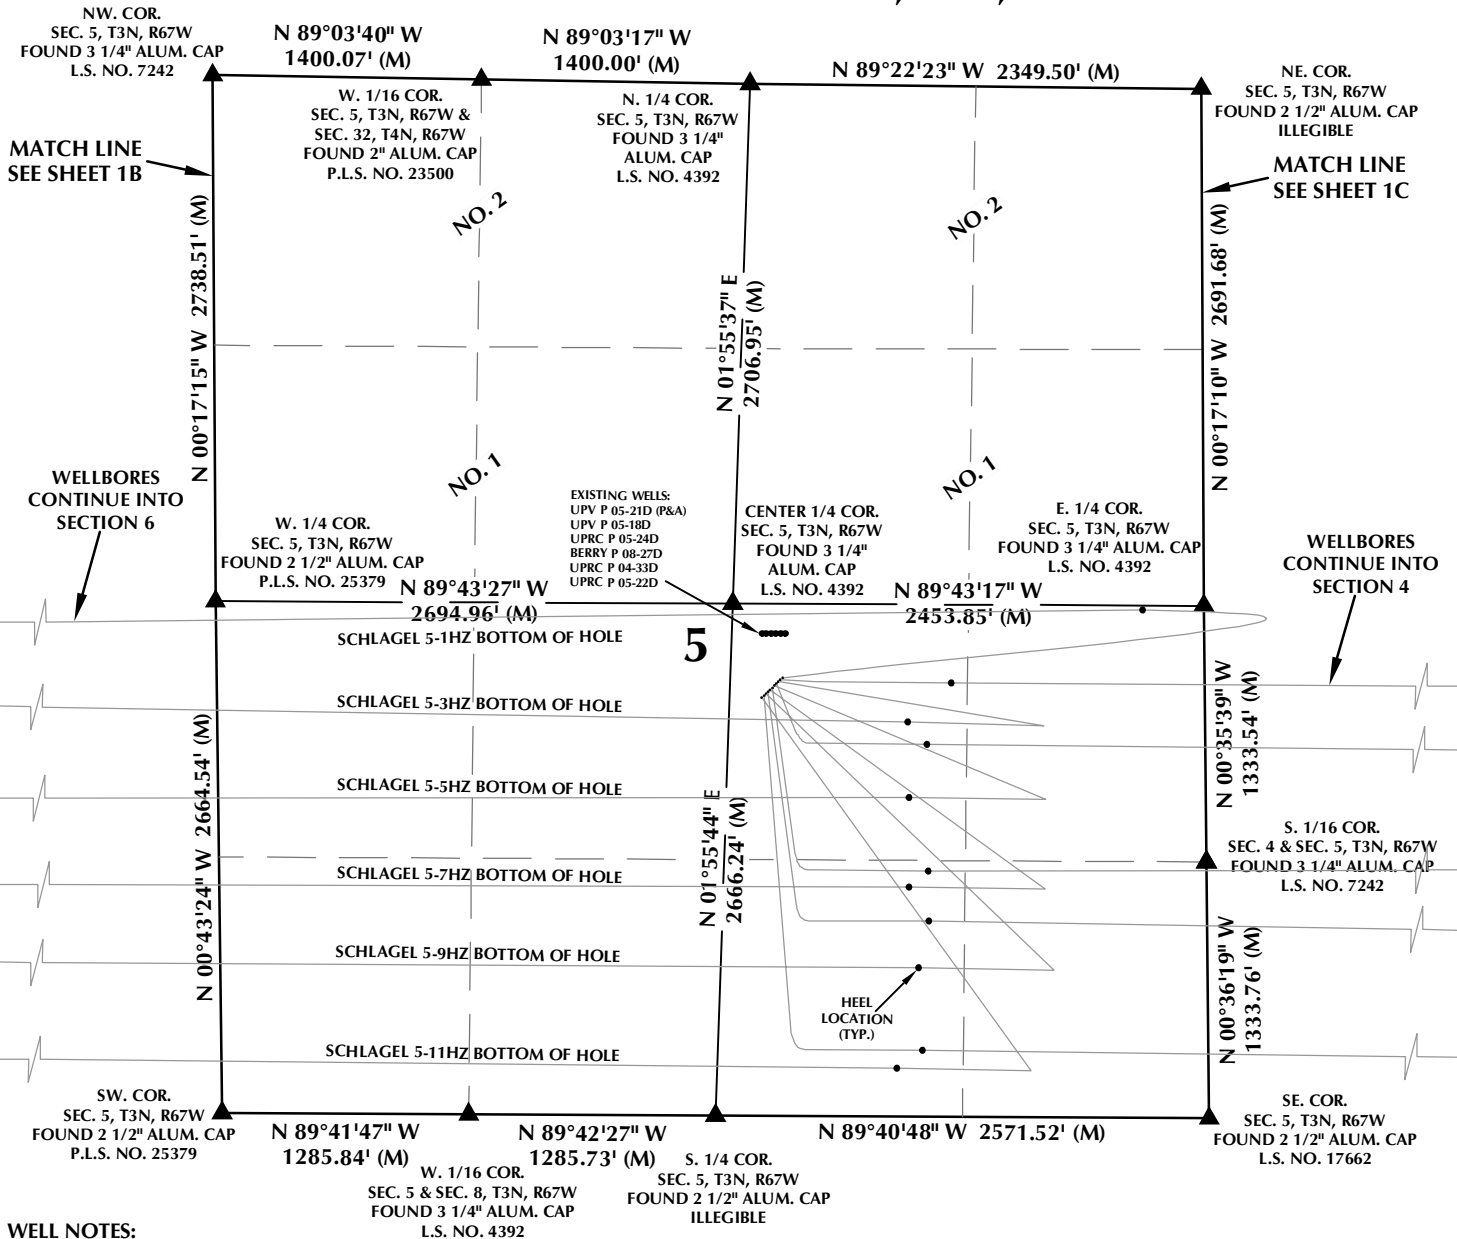 NW. COR.
SEC. 5, T3N, R67W
FOUND 3 1/4" ALUM. CAP
L.S. NO. 7242
N 89°03'40" W
1400.07' (M)
N 89°03'17" W
1400.00' (M)
N 89°22'23" W 2349.50' (M)
NE. COR.
SEC. 5, T3N, R67W
FOUND 2 1/2" ALUM. CAP
ILLEGIBLE
W. 1/16 COR.
SEC. 5, T3N, R67W &
SEC. 32, T4N, R67W
FOUND 2" ALUM. CAP
P.L.S. NO. 23500
N. 1/4 COR.
SEC. 5, T3N, R67W
FOUND 3 1/4"
ALUM. CAP
L.S. NO. 4392
MATCH LINE
SEE SHEET 1B
MATCH LINE
SEE SHEET 1C
NO. 2
NO. 2
N 00°17'15" W 2738.51' (M)
N 01°55'37" E
2706.95' (M)
N 00°17'10" W 2691.68' (M)
NO. 1
NO. 1
WELLBORES
CONTINUE INTO
SECTION 6
EXISTING WELLS:
UPV P 05-21D (P&A)
UPV P 05-18D
UPRC P 05-24D
BERRY P 08-27D
UPRC P 04-33D
UPRC P 05-22D
W. 1/4 COR.
SEC. 5, T3N, R67W
FOUND 2 1/2" ALUM. CAP
P.L.S. NO. 25379
CENTER 1/4 COR.
SEC. 5, T3N, R67W
FOUND 3 1/4"
ALUM. CAP
L.S. NO. 4392
E. 1/4 COR.
SEC. 5, T3N, R67W
FOUND 3 1/4" ALUM. CAP
L.S. NO. 4392
WELLBORES
CONTINUE INTO
SECTION 4
N 89°43'27" W
2694.96' (M)
N 89°43'17" W
2453.85' (M)
5
SCHLAGEL 5-1HZ BOTTOM OF HOLE
SCHLAGEL 5-3HZ BOTTOM OF HOLE
SCHLAGEL 5-5HZ BOTTOM OF HOLE
SCHLAGEL 5-7HZ BOTTOM OF HOLE
SCHLAGEL 5-9HZ BOTTOM OF HOLE
SCHLAGEL 5-11HZ BOTTOM OF HOLE
N 00°43'24" W 2664.54' (M)
N 01°55'44" E
2666.24' (M)
N 00°35'39" W
1333.54' (M)
S. 1/16 COR.
SEC. 4 & SEC. 5, T3N, R67W
FOUND 3 1/4" ALUM. CAP
L.S. NO. 7242
N 00°36'19" W
1333.76' (M)
HEEL
LOCATION
(TYP.)
SW. COR.
SEC. 5, T3N, R67W
FOUND 2 1/2" ALUM. CAP
P.L.S. NO. 25379
N 89°41'47" W
1285.84' (M)
N 89°42'27" W
1285.73' (M)
N 89°40'48" W 2571.52' (M)
SE. COR.
SEC. 5, T3N, R67W
FOUND 2 1/2" ALUM. CAP
L.S. NO. 17662
W. 1/16 COR.
SEC. 5 & SEC. 8, T3N, R67W
FOUND 3 1/4" ALUM. CAP
L.S. NO. 4392
S. 1/4 COR.
SEC. 5, T3N, R67W
FOUND 2 1/2" ALUM. CAP
ILLEGIBLE
WELL NOTES: